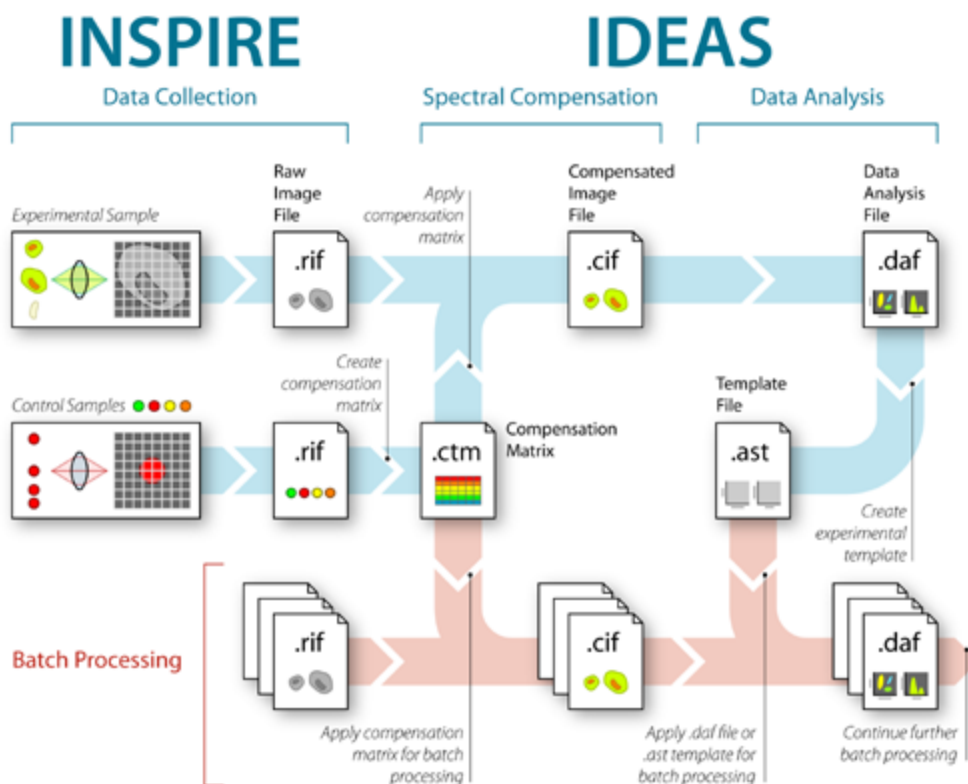 INSPIRE
IDEAS
Data Collection
Spectral Compensation
Data Analysis
Experimental Sample
Raw
Image
File
.rif
Apply
compensation
matrix
Compensated
Image
File
.cif
Data
Analysis
File
.daf
Control Samples
.rif
Create
compensation
matrix
.ctm
Compensation
Matrix
Template
File
.ast
Create
experimental
template
Batch Processing
.rif
.cif
.daf
Apply compensation
matrix for batch
processing
Apply .daf file or
.ast template for
batch processing
Continue further
batch processing